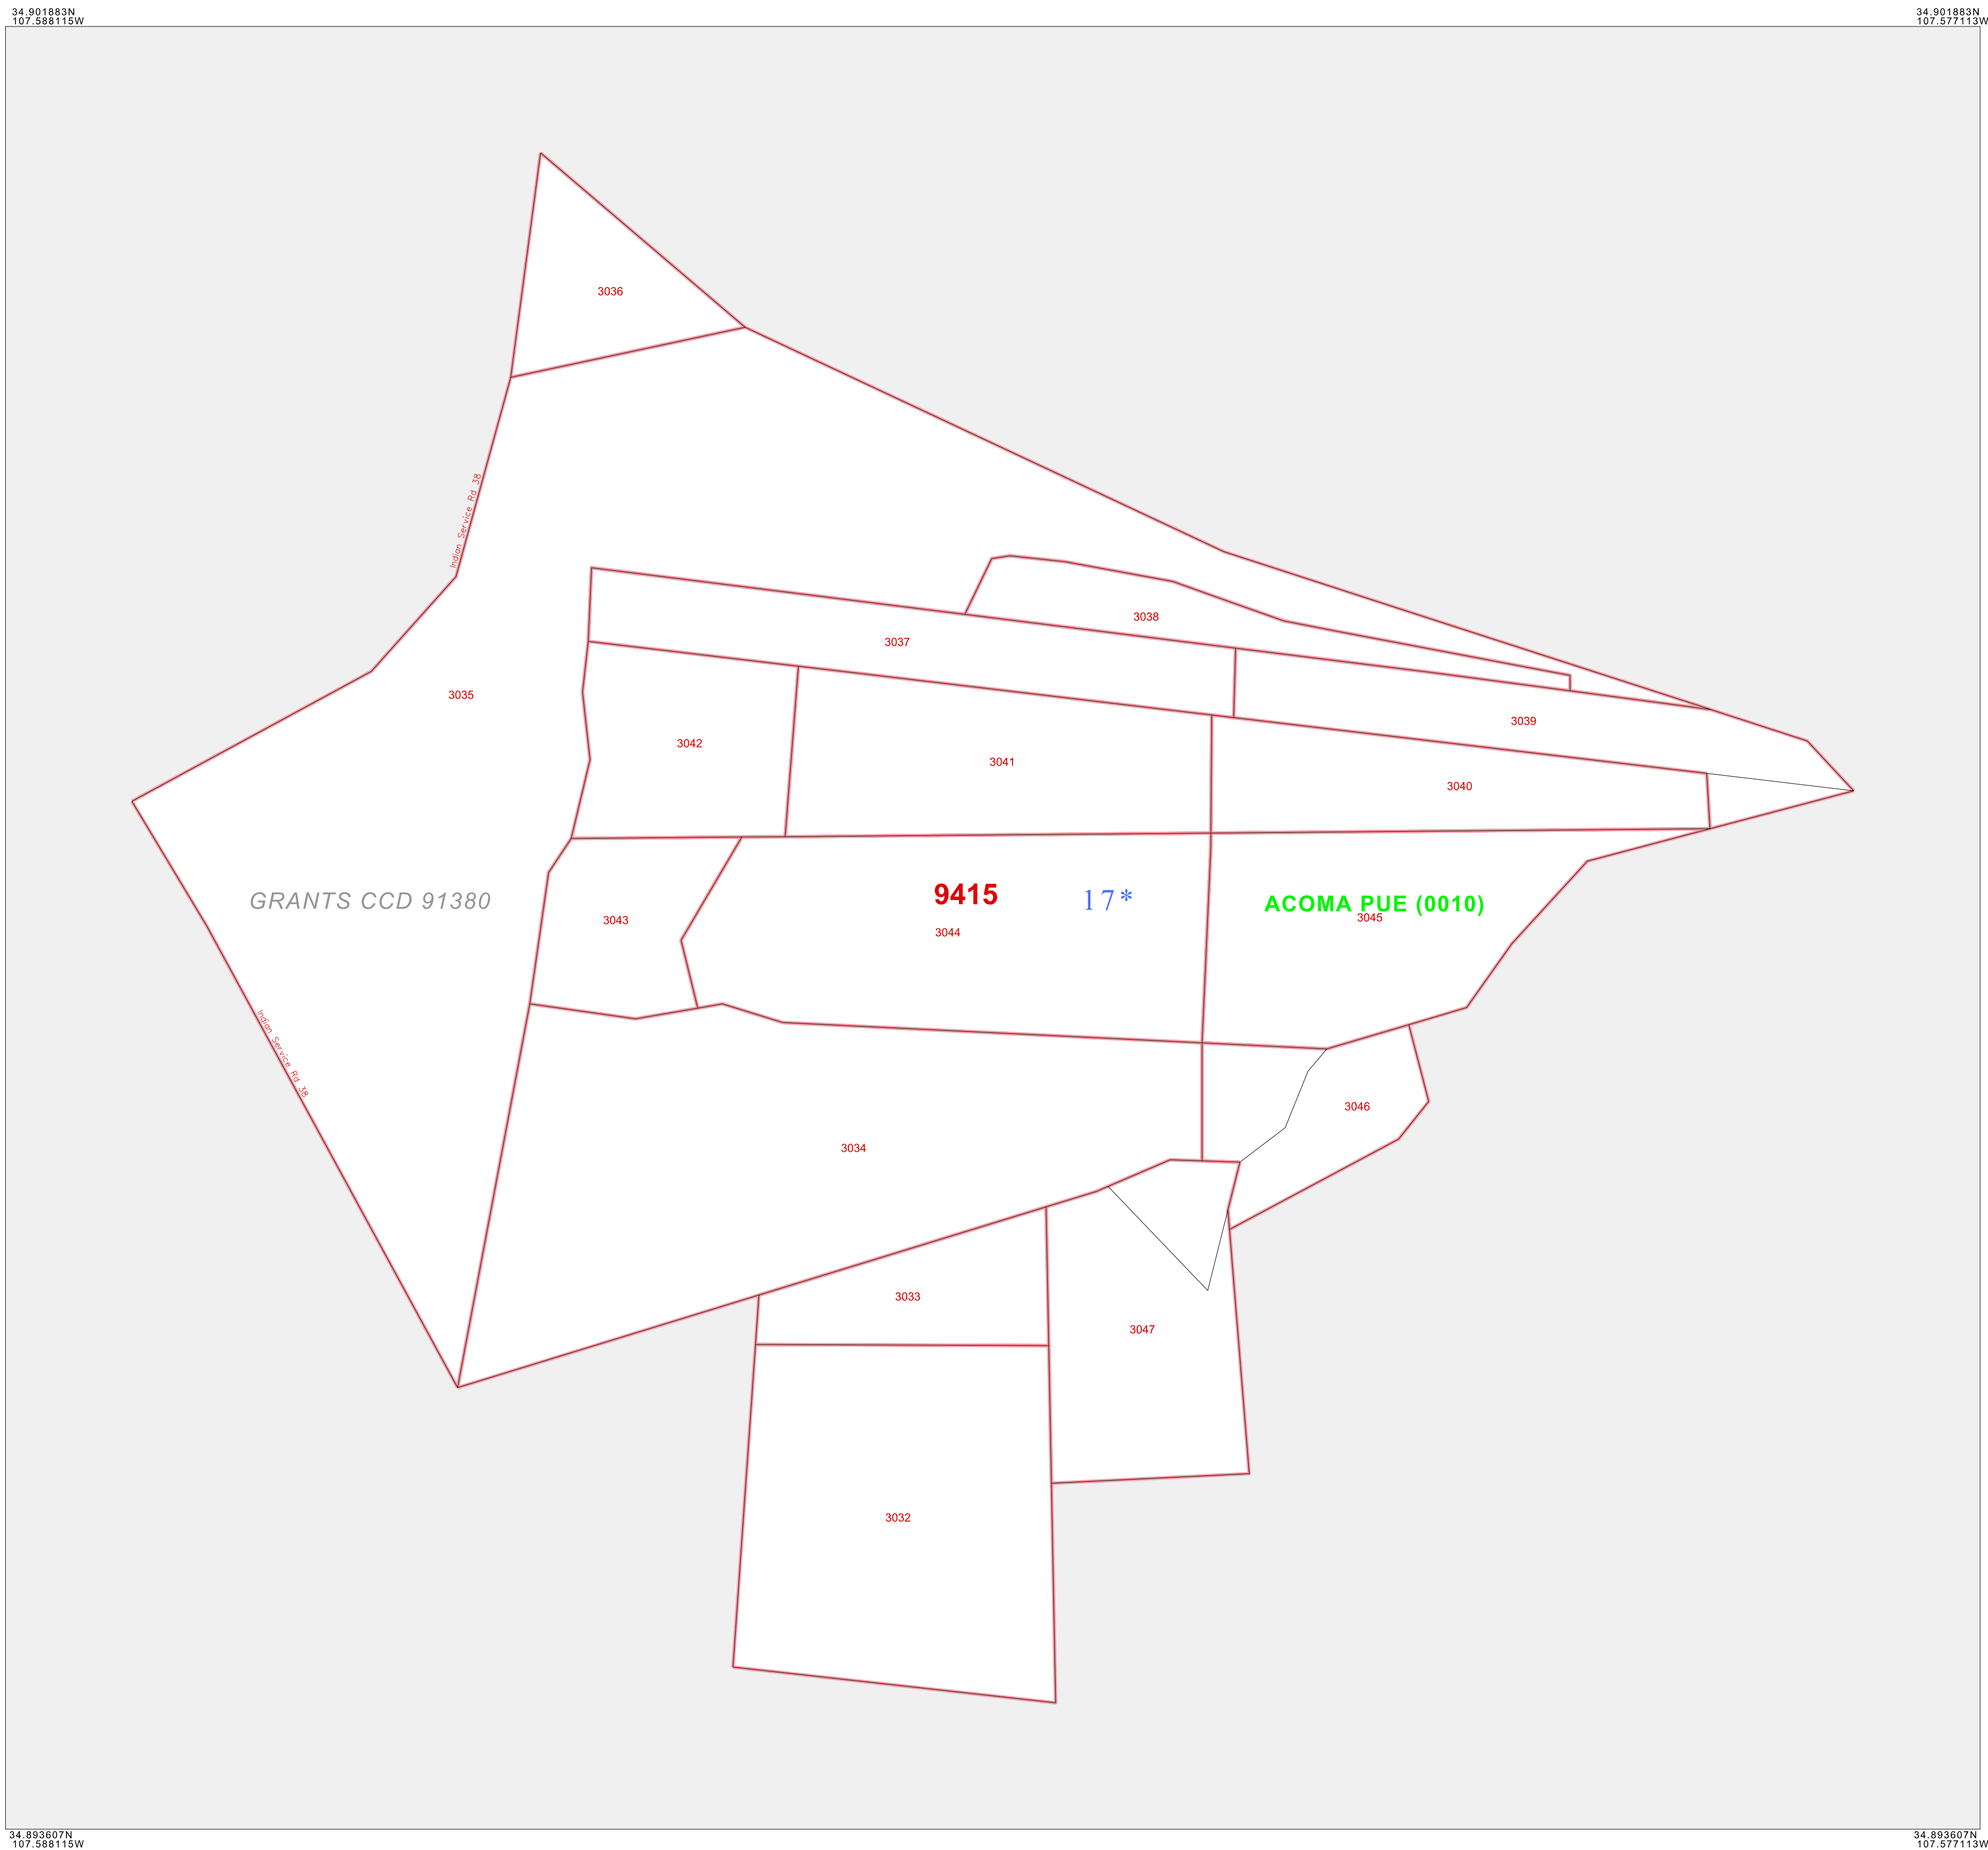 34.901883N
107.588115W
34.901883N
107.577113W
3036
Indian Service Rd 38
3038
3037
3035
3039
3042
3041
3040
9415
17*
GRANTS CCD 91380
ACOMA PUE (0010)
3043
3045
3044
Indian Service Rd 38
3046
3034
3033
3047
3032
34.893607N
107.588115W
34.893607N
107.577113W